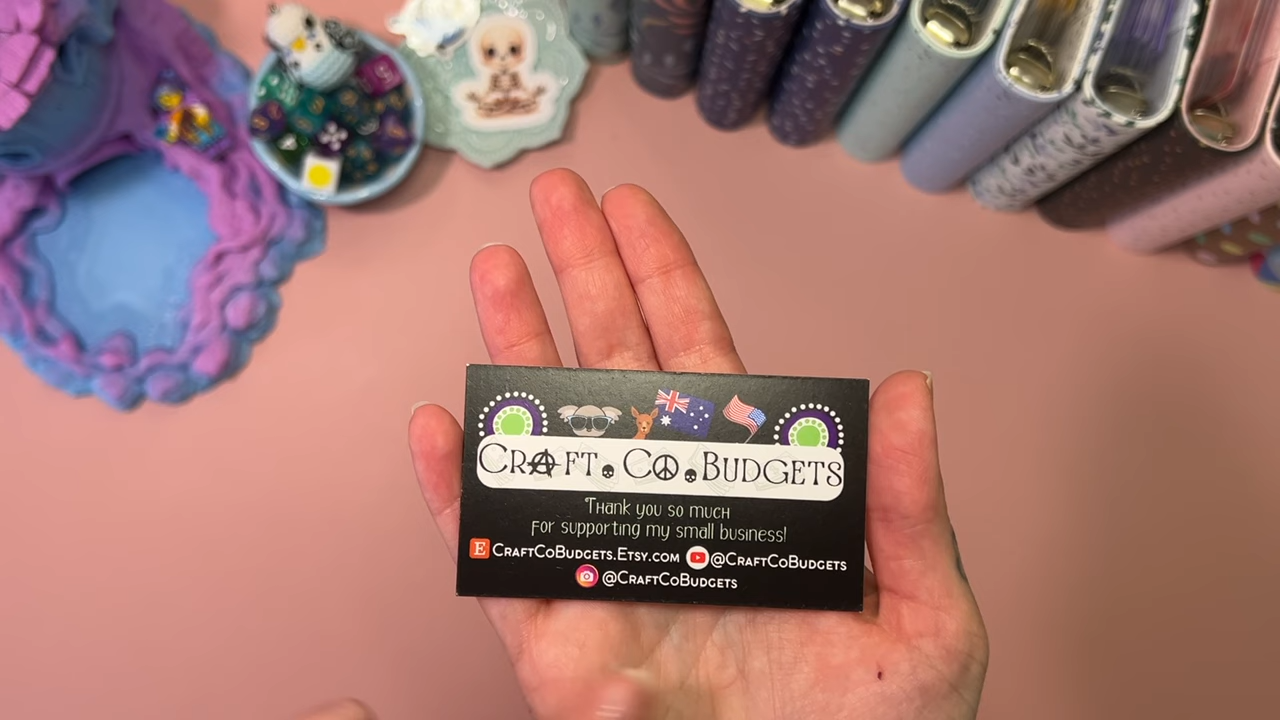 Craft.Co.Budgets
Thank you so much
For supporting my small business!
CraftCoBudgets.Etsy.com @CraftCoBudgets
@CraftCoBudgets